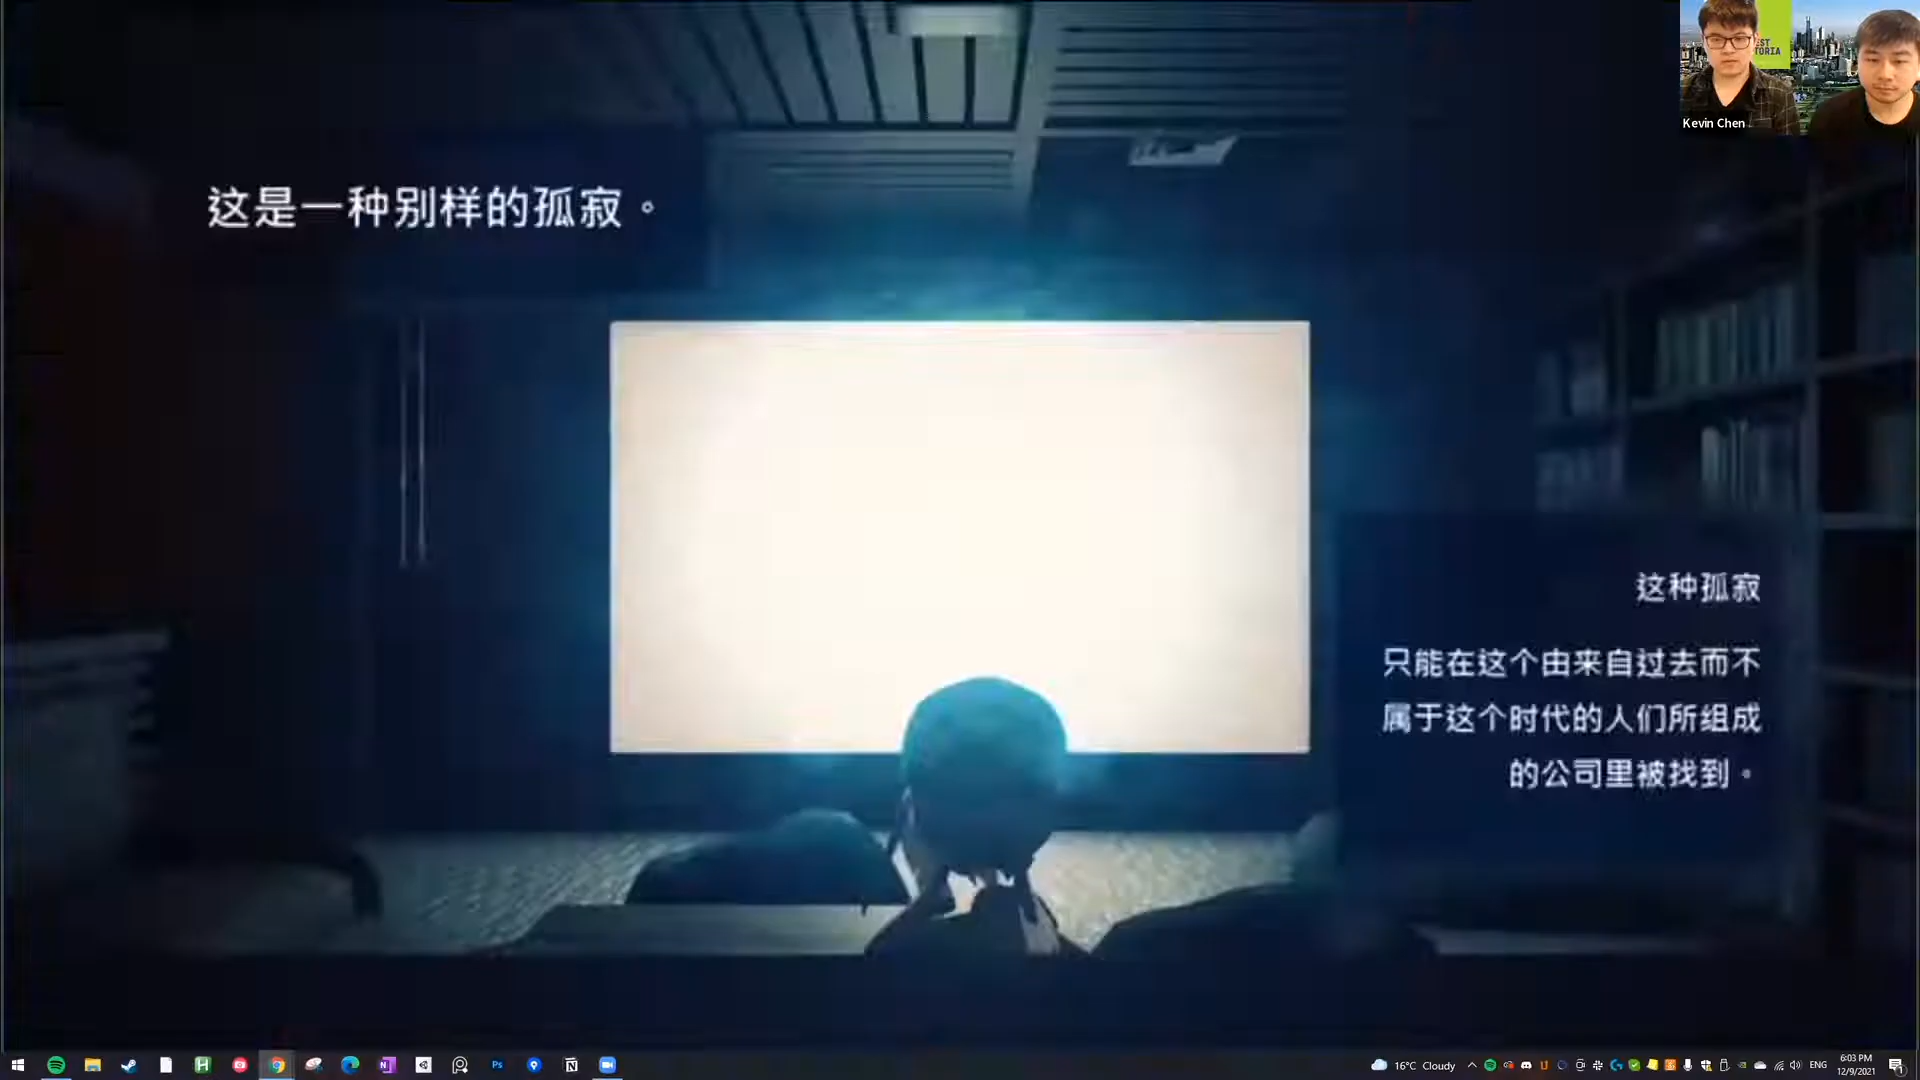 这是一种别样的孤寂。
这种孤寂
只能在这个由来自过去而不
属于这个时代的人们所组成
的公司里被找到。
EST
TORIA
Kevin Chen
16°C Cloudy
ENG
6:03 PM
12/9/2021